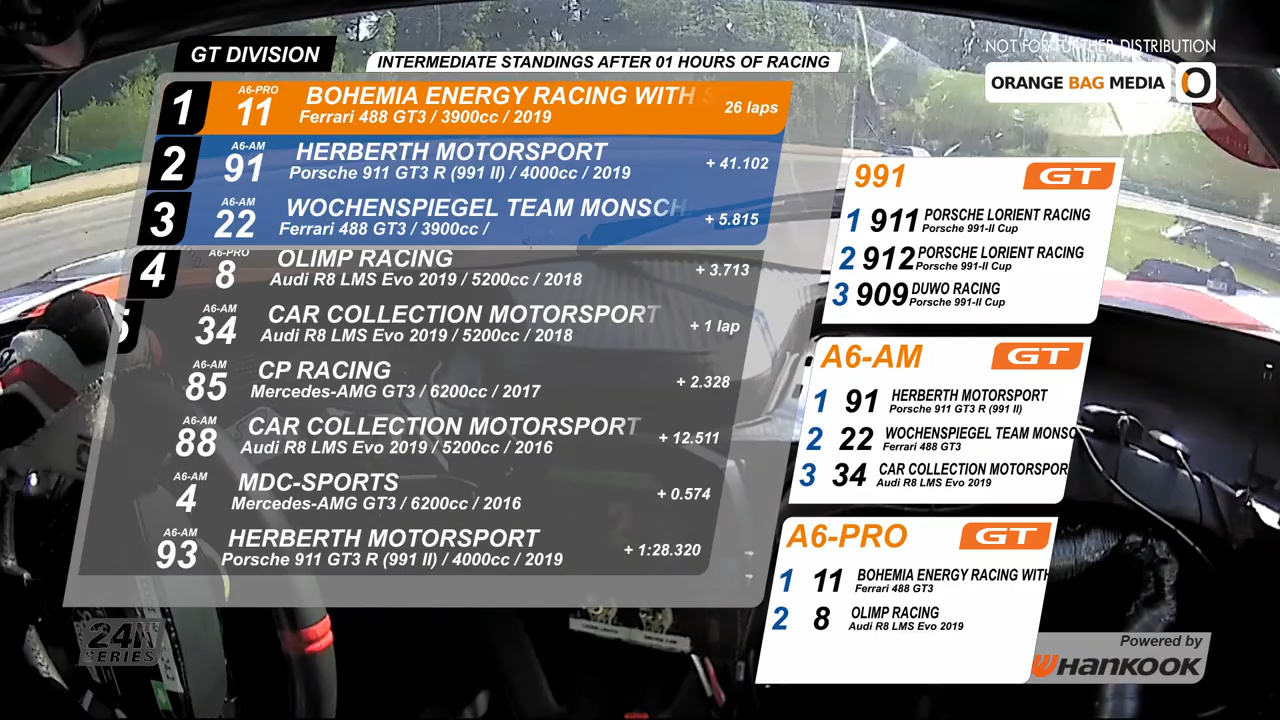 NOT FOR FURTHER DISTRIBUTION
ORANGE BAG MEDIA
GT DIVISION
INTERMEDIATE STANDINGS AFTER 01 HOURS OF RACING
1 A6-PRO 11 BOHEMIA ENERGY RACING WITH 26 laps
Ferrari 488 GT3 / 3900cc / 2019
2 A6-AM 91 HERBERTH MOTORSPORT + 41.102
Porsche 911 GT3 R (991 II) / 4000cc / 2019
3 A6-AM 22 WOCHENSPIEGEL TEAM MONSCH + 5.815
Ferrari 488 GT3 / 3900cc /
4 A6-PRO 8 OLIMP RACING + 3.713
Audi R8 LMS Evo 2019 / 5200cc / 2018
5 A6-AM 34 CAR COLLECTION MOTORSPORT + 1 lap
Audi R8 LMS Evo 2019 / 5200cc / 2018
A6-AM 85 CP RACING + 2.328
Mercedes-AMG GT3 / 6200cc / 2017
A6-AM 88 CAR COLLECTION MOTORSPORT + 12.511
Audi R8 LMS Evo 2019 / 5200cc / 2016
A6-AM 4 MDC-SPORTS + 0.574
Mercedes-AMG GT3 / 6200cc / 2016
A6-AM 93 HERBERTH MOTORSPORT + 1:28.320
Porsche 911 GT3 R (991 II) / 4000cc / 2019
991 GT
1 911 PORSCHE LORIENT RACING
Porsche 991-II Cup
2 912 PORSCHE LORIENT RACING
Porsche 991-II Cup
3 909 DUWO RACING
Porsche 991-II Cup
A6-AM GT
1 91 HERBERTH MOTORSPORT
Porsche 911 GT3 R (991 II)
2 22 WOCHENSPIEGEL TEAM MONSO
Ferrari 488 GT3
3 34 CAR COLLECTION MOTORSPOR
Audi R8 LMS Evo 2019
A6-PRO GT
1 11 BOHEMIA ENERGY RACING WITH
Ferrari 488 GT3
2 8 OLIMP RACING
Audi R8 LMS Evo 2019
24H SERIES
Powered by
HANKOOK